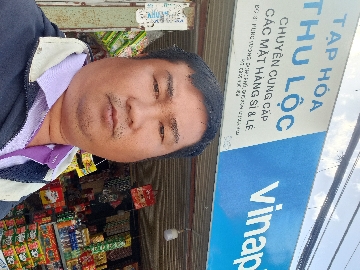 TẠP HÓA
THU LỘC
CHUYÊN CUNG CẤP
CÁC MẶT HÀNG SỈ & LẺ
vinap